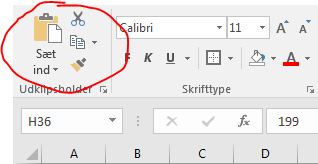 Calibri 11 A A
Sæt
ind
F K U A
Udklipsholder Skrifttype
H36 fx 199
A B C D